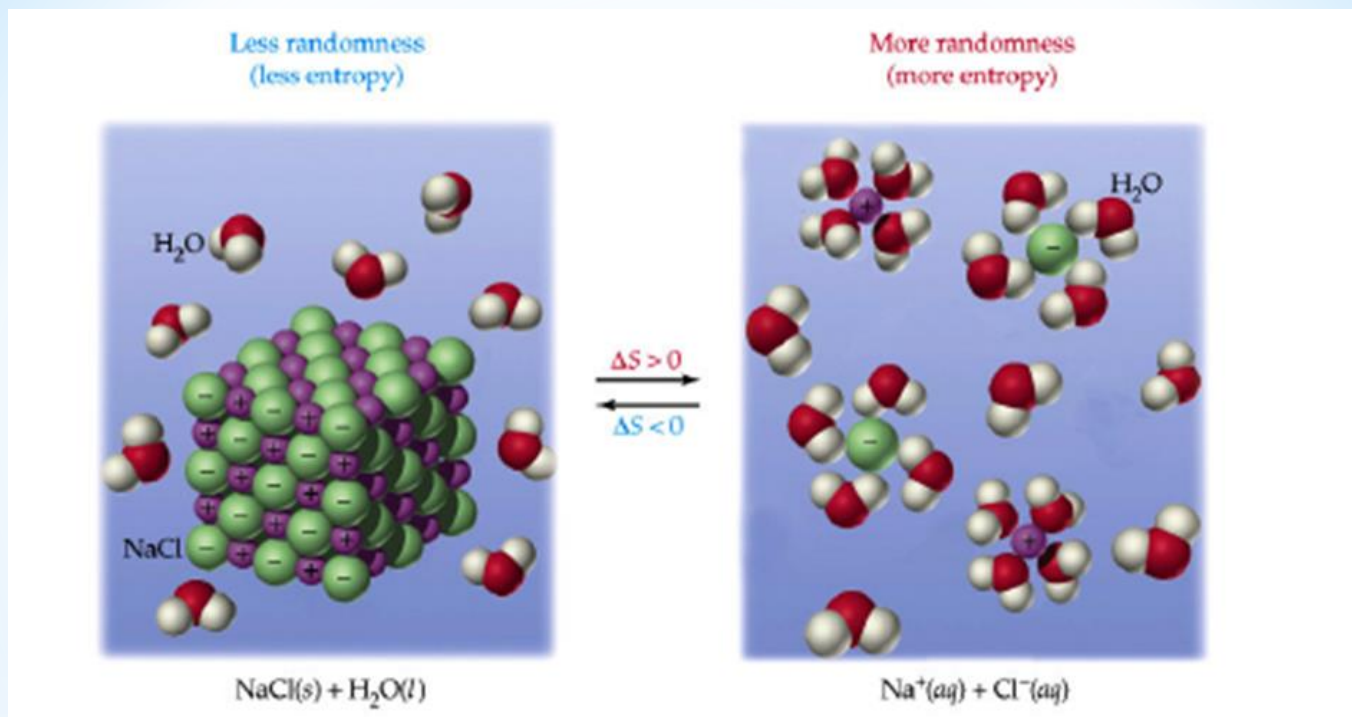 Less randomness
(less entropy)
More randomness
(more entropy)
H₂O
NaCl
ΔS > 0
ΔS < 0
H₂O
NaCl(s) + H₂O(l)
Na⁺(aq) + Cl⁻(aq)